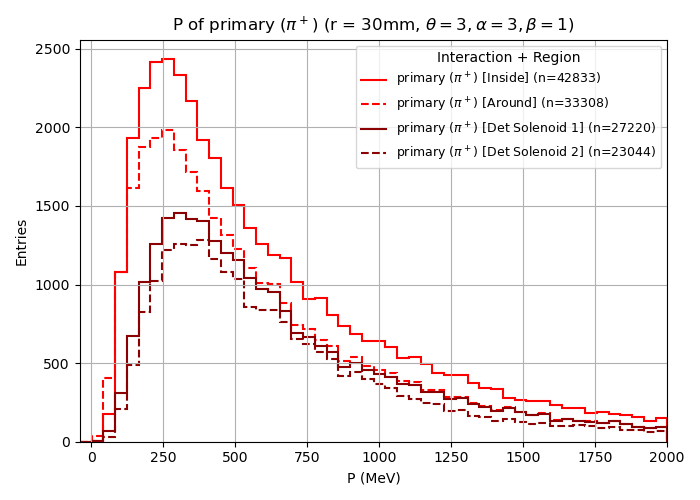 P of primary (π⁺) (r = 30mm, θ = 3, α = 3, β = 1)
Interaction + Region
primary (π⁺) [Inside] (n=42833)
primary (π⁺) [Around] (n=33308)
primary (π⁺) [Det Solenoid 1] (n=27220)
primary (π⁺) [Det Solenoid 2] (n=23044)
Entries
2500
2000
1500
1000
500
0
0 250 500 750 1000 1250 1500 1750 2000
P (MeV)